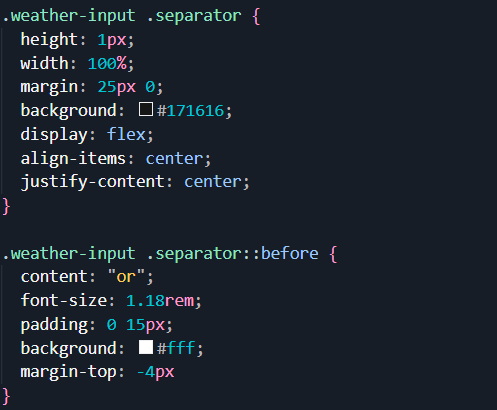 .weather-input .separator {
height: 1px;
width: 100%;
margin: 25px 0;
background: #171616;
display: flex;
align-items: center;
justify-content: center;
}
.weather-input .separator::before {
content: "or";
font-size: 1.18rem;
padding: 0 15px;
background: #fff;
margin-top: -4px
}